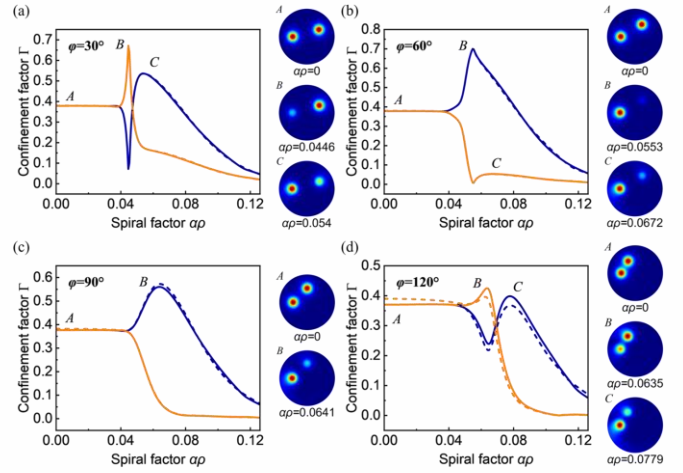 (a)
φ=30°
Confinement factor Γ
0.7
0.6
0.5
0.4
0.3
0.2
0.1
0.0
A
B
C
0.00 0.04 0.08 0.12
Spiral factor αρ
A
αρ=0
B
αρ=0.0446
C
αρ=0.054
(b)
φ=60°
Confinement factor Γ
0.8
0.7
0.6
0.5
0.4
0.3
0.2
0.1
0.0
A
B
C
0.00 0.04 0.08 0.12
Spiral factor αρ
A
αρ=0
B
αρ=0.0553
C
αρ=0.0672
(c)
φ=90°
Confinement factor Γ
0.6
0.5
0.4
0.3
0.2
0.1
0.0
A
B
0.00 0.04 0.08 0.12
Spiral factor αρ
A
αρ=0
B
αρ=0.0641
(d)
φ=120°
Confinement factor Γ
0.5
0.4
0.3
0.2
0.1
0.0
A
B
C
0.00 0.04 0.08 0.12
Spiral factor αρ
A
αρ=0
B
αρ=0.0635
C
αρ=0.0779